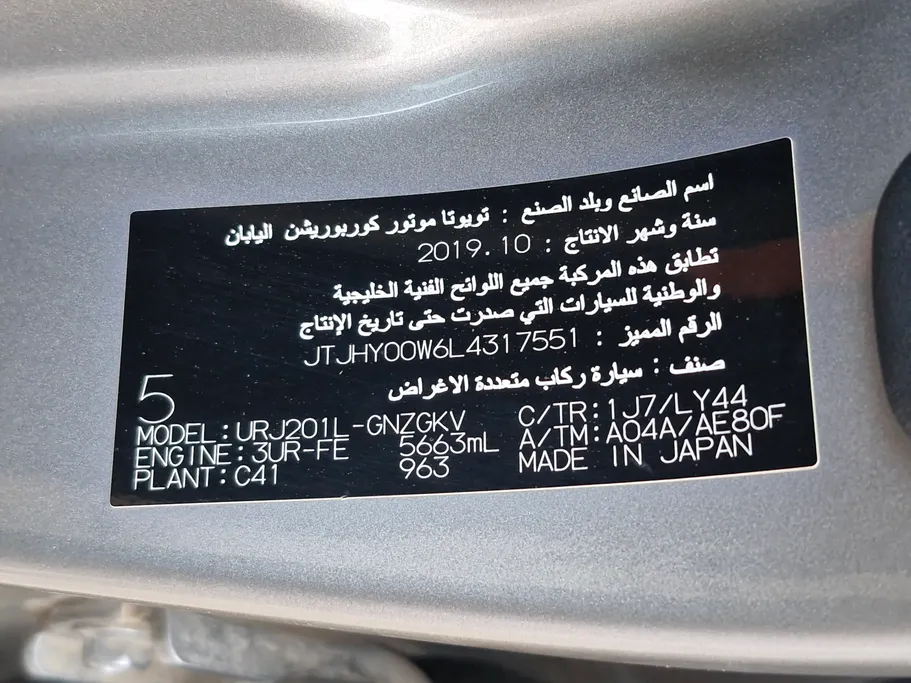 اسم الصانع وبلد الصنع : تويوتا موتور كوربوريشن اليابان
سنة وشهر الانتاج : 2019.10
تطابق هذه المركبة جميع اللوائح الفنية الخليجية
والوطنية للسيارات التي صدرت حتى تاريخ الإنتاج
الرقم المميز : JTJHY00W6L4317551
صنف : سيارة ركاب متعددة الاغراض
5
MODEL:URJ201L-GNZGKV C/TR:1J7/LY44
ENGINE:3UR-FE 5663mL A/TM:A04A/AE80F
PLANT:C41 963 MADE IN JAPAN